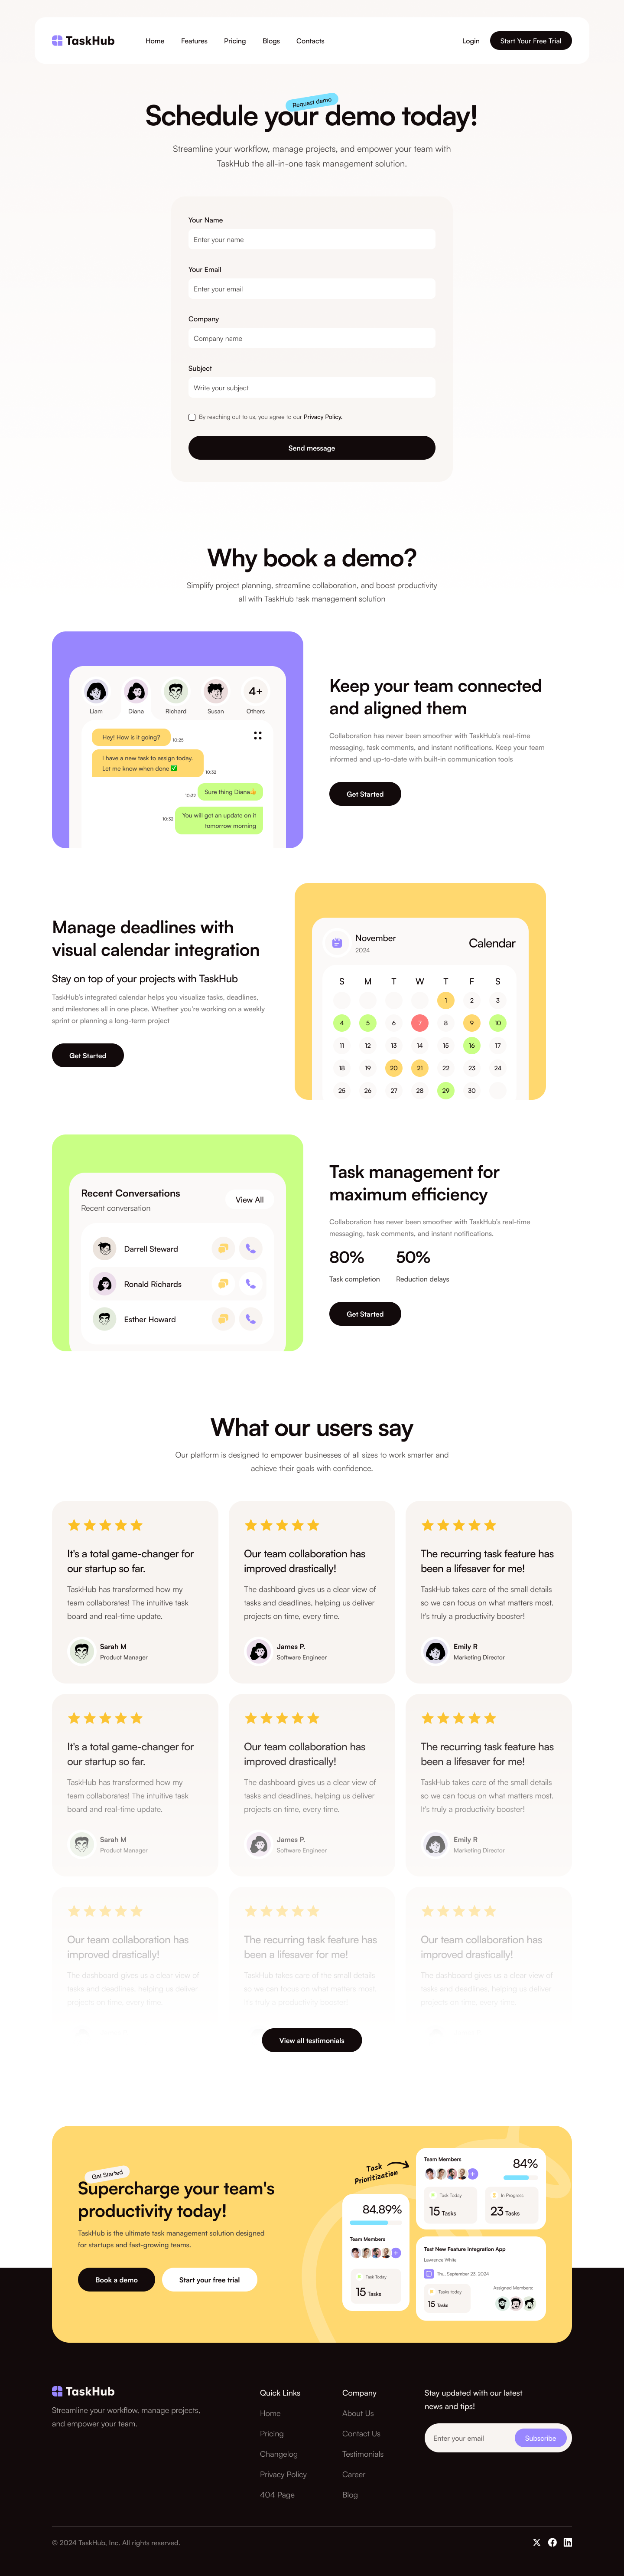 TaskHub
Home Features Pricing Blogs Contacts
Login Start Your Free Trial
Request demo
Schedule your demo today!
Streamline your workflow, manage projects, and empower your team with
TaskHub the all-in-one task management solution.
Your Name
Enter your name
Your Email
Enter your email
Company
Company name
Subject
Write your subject
By reaching out to us, you agree to our Privacy Policy.
Send message
Why book a demo?
Simplify project planning, streamline collaboration, and boost productivity
all with TaskHub task management solution
4+
Liam Diana Richard Susan Others
Hey! How is it going? 10:25
I have a new task to assign today.
Let me know when done ✅ 10:32
10:32 Sure thing Diana👍
10:32 You will get an update on it
tomorrow morning
Keep your team connected
and aligned them
Collaboration has never been smoother with TaskHub's real-time
messaging, task comments, and instant notifications. Keep your team
informed and up-to-date with built-in communication tools
Get Started
Manage deadlines with
visual calendar integration
Stay on top of your projects with TaskHub
TaskHub's integrated calendar helps you visualize tasks, deadlines,
and milestones all in one place. Whether you're working on a weekly
sprint or planning a long-term project
Get Started
November
2024
Calendar
S M T W T F S
1 2 3
4 5 6 7 8 9 10
11 12 13 14 15 16 17
18 19 20 21 22 23 24
25 26 27 28 29 30
Recent Conversations
Recent conversation
View All
Darrell Steward
Ronald Richards
Esther Howard
Task management for
maximum efficiency
Collaboration has never been smoother with TaskHub's real-time
messaging, task comments, and instant notifications.
80% 50%
Task completion Reduction delays
Get Started
What our users say
Our platform is designed to empower businesses of all sizes to work smarter and
achieve their goals with confidence.
It's a total game-changer for
our startup so far.
TaskHub has transformed how my
team collaborates! The intuitive task
board and real-time update.
Sarah M
Product Manager
Our team collaboration has
improved drastically!
The dashboard gives us a clear view of
tasks and deadlines, helping us deliver
projects on time, every time.
James P.
Software Engineer
The recurring task feature has
been a lifesaver for me!
TaskHub takes care of the small details
so we can focus on what matters most.
It's truly a productivity booster!
Emily R
Marketing Director
It's a total game-changer for
our startup so far.
TaskHub has transformed how my
team collaborates! The intuitive task
board and real-time update.
Sarah M
Product Manager
Our team collaboration has
improved drastically!
The dashboard gives us a clear view of
tasks and deadlines, helping us deliver
projects on time, every time.
James P.
Software Engineer
The recurring task feature has
been a lifesaver for me!
TaskHub takes care of the small details
so we can focus on what matters most.
It's truly a productivity booster!
Emily R
Marketing Director
Our team collaboration has
improved drastically!
The dashboard gives us a clear view of
tasks and deadlines, helping us deliver
projects on time, every time.
The recurring task feature has
been a lifesaver for me!
TaskHub takes care of the small details
so we can focus on what matters most.
It's truly a productivity booster!
Our team collaboration has
improved drastically!
The dashboard gives us a clear view of
tasks and deadlines, helping us deliver
projects on time, every time.
View all testimonials
Get Started
Supercharge your team's
productivity today!
TaskHub is the ultimate task management solution designed
for startups and fast-growing teams.
Book a demo Start your free trial
Task
Prioritization
84.89%
Team Members
Task Today
15 Tasks
Team Members
84%
Task Today
15 Tasks
In Progress
23 Tasks
Test New Feature Integration App
Lawrence White
Thu, September 23, 2024
Tasks today
15 Tasks
Assigned Members:
TaskHub
Streamline your workflow, manage projects,
and empower your team.
Quick Links
Home
Pricing
Changelog
Privacy Policy
404 Page
Company
About Us
Contact Us
Testimonials
Career
Blog
Stay updated with our latest
news and tips!
Enter your email Subscribe
© 2024 TaskHub. Inc. All rights reserved.